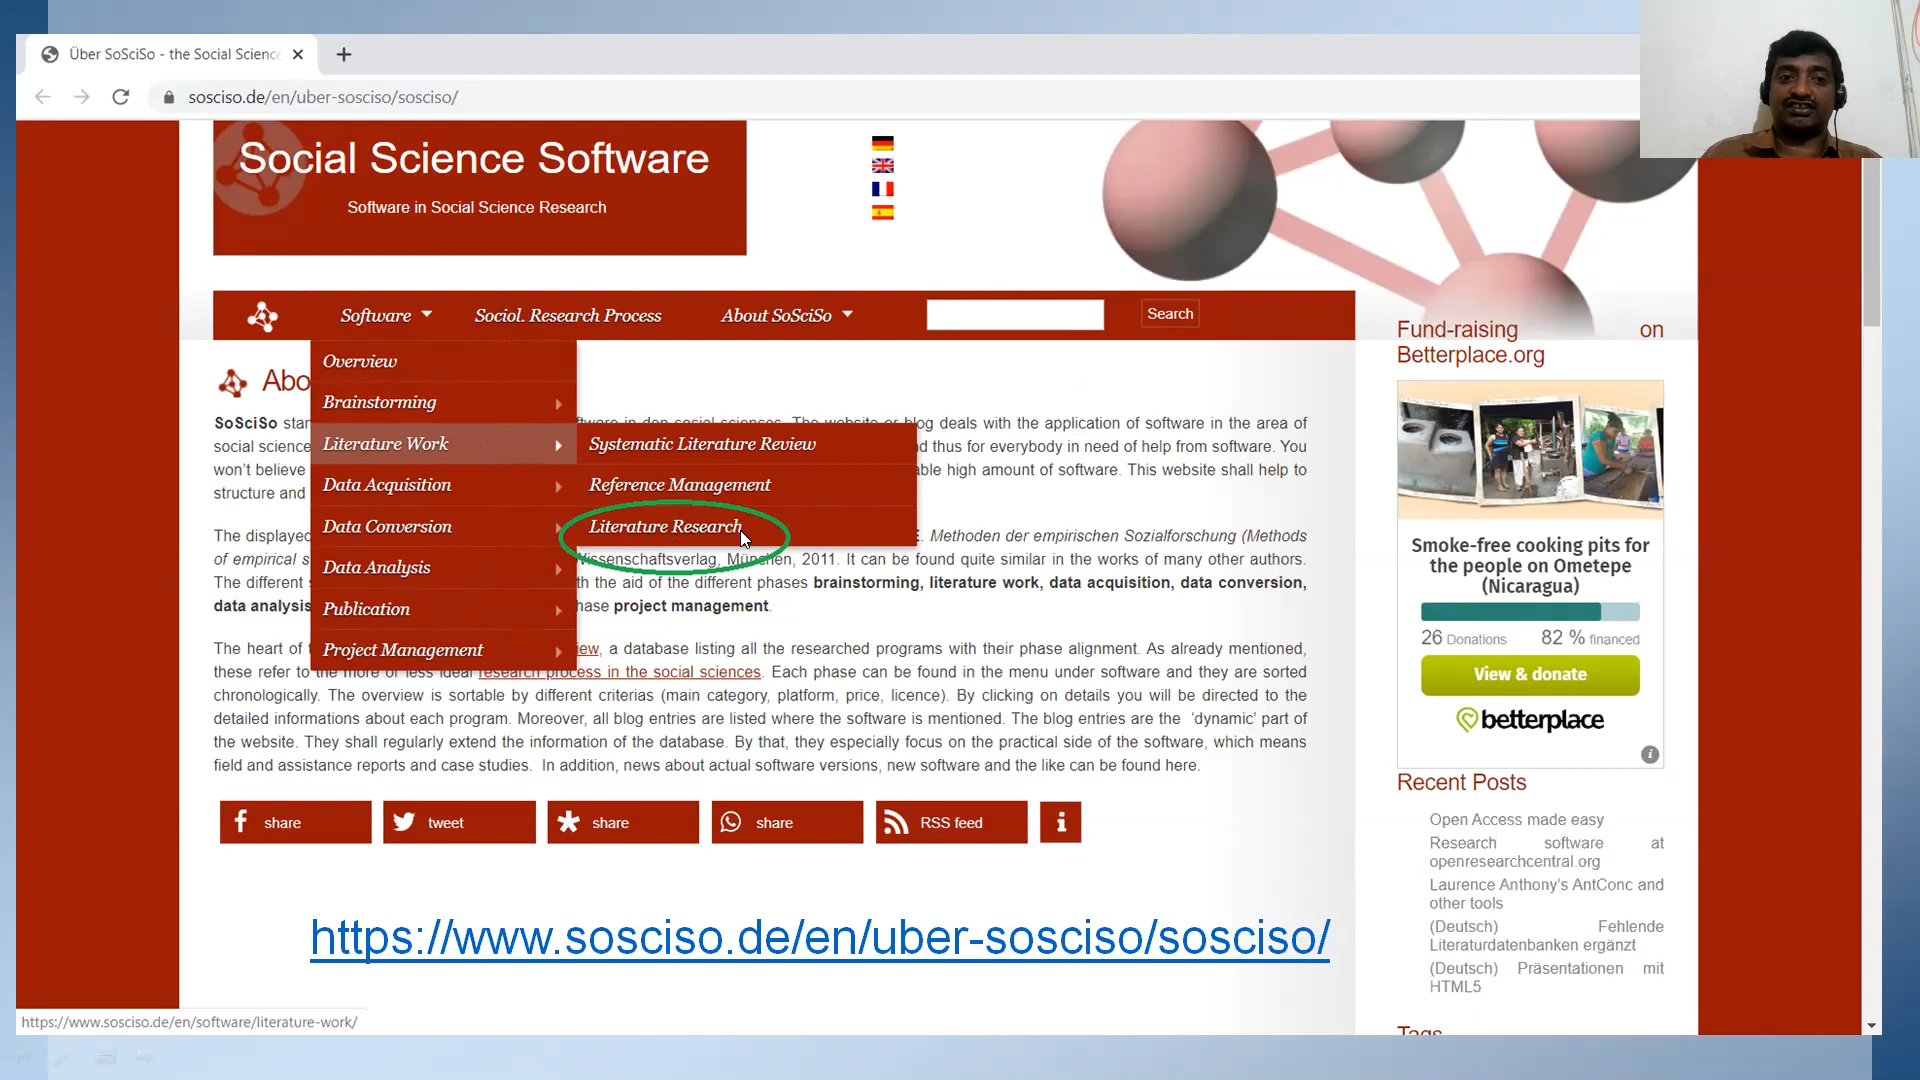 Über SoSciSo - the Social Science
sosciso.de/en/uber-sosciso/sosciso/
Social Science Software
Software in Social Science Research
Software
Sociol. Research Process
About SoSciSo
Search
Overview
Brainstorming
Literature Work
Data Acquisition
Data Conversion
Data Analysis
Publication
Project Management
Systematic Literature Review
Reference Management
Literature Research
Abo
SoSciSo star ftware in den social sciences. The website or blog deals with the application of software in the area of
social science d thus for everybody in need of help from software. You
won't believe able high amount of software. This website shall help to
structure and
The displayed E. Methoden der empirischen Sozialforschung (Methods
of empirical s Wissenschaftsverlag, München, 2011. It can be found quite similar in the works of many other authors.
The different th the aid of the different phases brainstorming, literature work, data acquisition, data conversion,
data analysis hase project management.
The heart of iew, a database listing all the researched programs with their phase alignment. As already mentioned,
these refer to the more or less ideal research process in the social sciences. Each phase can be found in the menu under software and they are sorted
chronologically. The overview is sortable by different criterias (main category, platform, price, licence). By clicking on details you will be directed to the
detailed informations about each program. Moreover, all blog entries are listed where the software is mentioned. The blog entries are the 'dynamic' part of
the website. They shall regularly extend the information of the database. By that, they especially focus on the practical side of the software, which means
field and assistance reports and case studies. In addition, news about actual software versions, new software and the like can be found here.
share
tweet
share
share
RSS feed
https://www.sosciso.de/en/uber-sosciso/sosciso/
Fund-raising on
Betterplace.org
Smoke-free cooking pits for
the people on Ometepe
(Nicaragua)
26 Donations 82 % financed
View & donate
betterplace
Recent Posts
Open Access made easy
Research software at
openresearchcentral.org
Laurence Anthony's AntConc and
other tools
(Deutsch) Fehlende
Literaturdatenbanken ergänzt
(Deutsch) Präsentationen mit
HTML5
Tags
https://www.sosciso.de/en/software/literature-work/